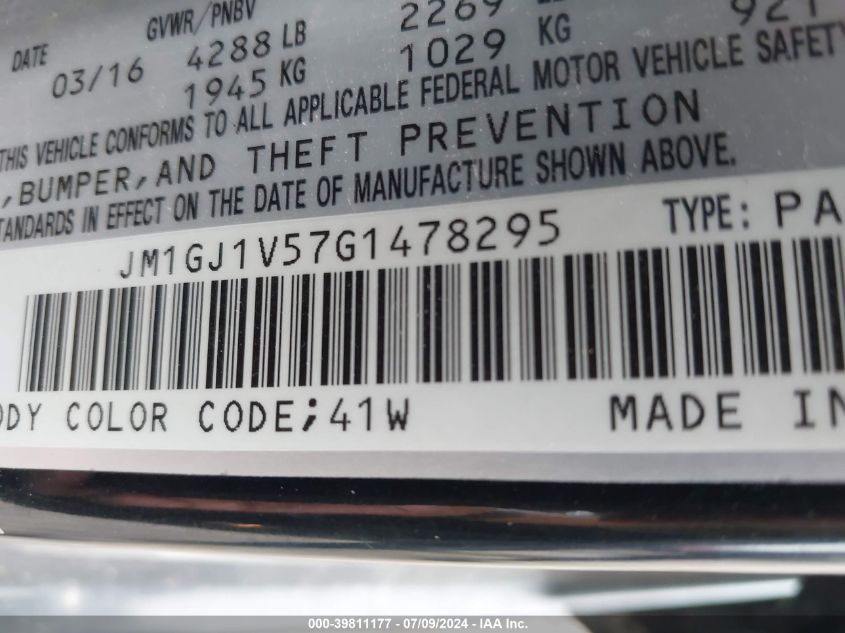 DATE GVWR/PNBV
03/16 4288 LB 2269
1945 KG 1029 KG
THIS VEHICLE CONFORMS TO ALL APPLICABLE FEDERAL MOTOR VEHICLE SAFETY
, BUMPER, AND THEFT PREVENTION
STANDARDS IN EFFECT ON THE DATE OF MANUFACTURE SHOWN ABOVE.
JM1GJ1V57G1478295 TYPE: PA
ODY COLOR CODE;41W MADE IN
000-39811177 - 07/09/2024 - IAA Inc.